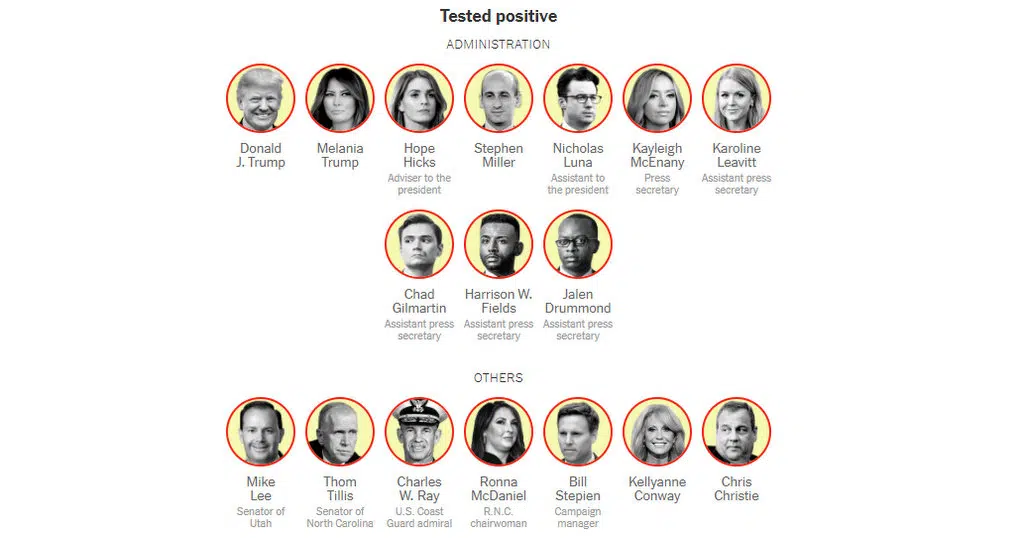 Tested positive
ADMINISTRATION
Donald
J. Trump
Melania
Trump
Hope
Hicks
Adviser to the
president
Stephen
Miller
Nicholas
Luna
Assistant to
the president
Kayleigh
McEnany
Press
secretary
Karoline
Leavitt
Assistant press
secretary
Chad
Gilmartin
Assistant press
secretary
Harrison W.
Fields
Assistant press
secretary
Jalen
Drummond
Assistant press
secretary
OTHERS
Mike
Lee
Senator of
Utah
Thom
Tillis
Senator of
North Carolina
Charles
W. Ray
U.S. Coast
Guard admiral
Ronna
McDaniel
R.N.C.
chairwoman
Bill
Stepien
Campaign
manager
Kellyanne
Conway
Chris
Christie